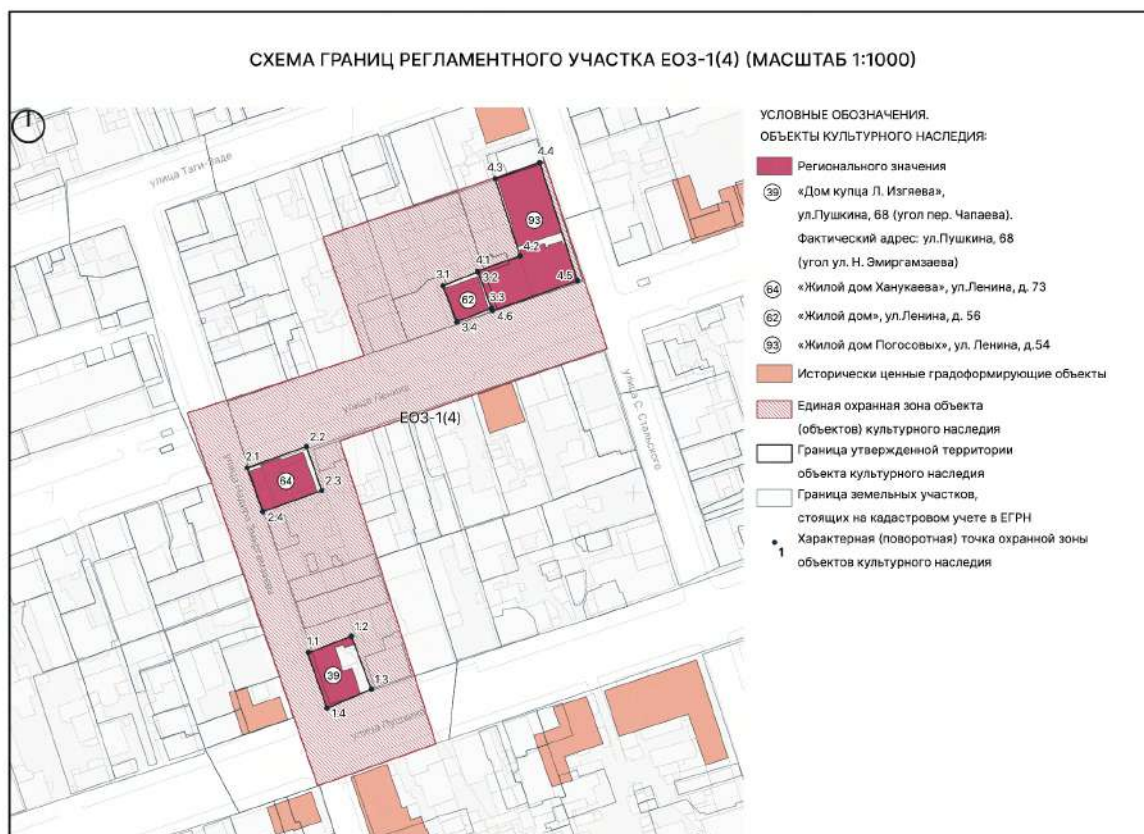 СХЕМА ГРАНИЦ РЕГЛАМЕНТНОГО УЧАСТКА ЕОЗ-1(4) (МАСШТАБ 1:1000)
УСЛОВНЫЕ ОБОЗНАЧЕНИЯ.
ОБЪЕКТЫ КУЛЬТУРНОГО НАСЛЕДИЯ:
Регионального значения
39 «Дом купца Л. Изгяева»,
ул.Пушкина, 68 (угол пер. Чапаева).
Фактический адрес: ул.Пушкина, 68
(угол ул. Н. Эмиргамзаева)
64 «Жилой дом Ханукаева», ул.Ленина, д. 73
62 «Жилой дом», ул.Ленина, д. 56
93 «Жилой дом Погосовых», ул. Ленина, д.54
Исторически ценные градоформирующие объекты
Единая охранная зона объекта
(объектов) культурного наследия
Граница утвержденной территории
объекта культурного наследия
Граница земельных участков,
стоящих на кадастровом учете в ЕГРН
1 Характерная (поворотная) точка охранной зоны
объектов культурного наследия
улица Таги-Заде
4.3
4.4
93
4.1
4.2
3.1
3.2
4.5
62
3.3
3.4
4.6
улица Ленина
улица С. Стальского
ЕОЗ-1(4)
2.1
2.2
64
2.3
2.4
1.1
1.2
39
1.3
1.4
улица Пушкина